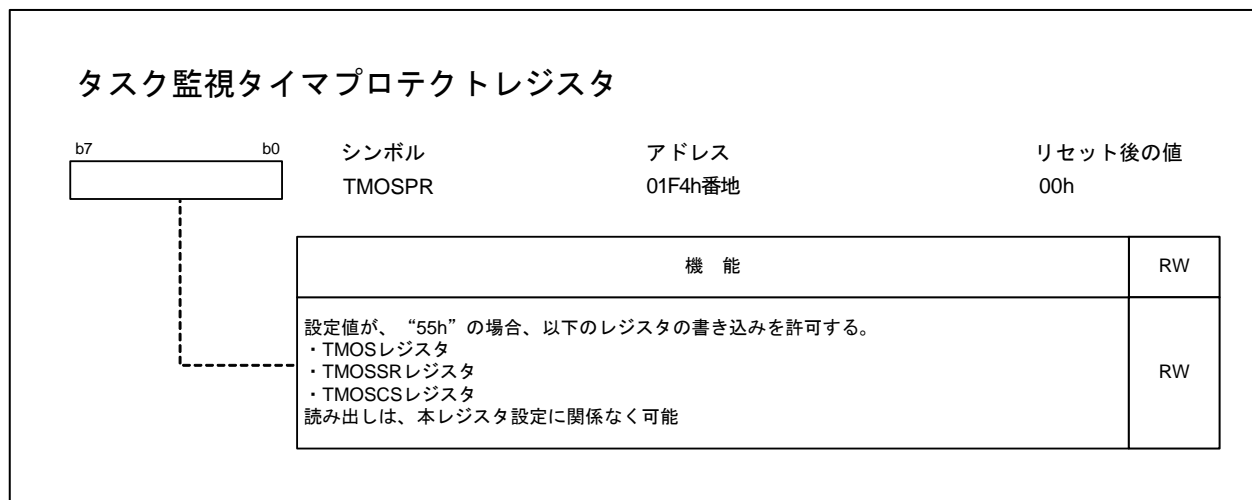 タスク監視タイマプロテクトレジスタ
b7 b0 シンボル アドレス リセット後の値
TMOSPR 01F4h番地 00h
機 能 RW
設定値が、“55h”の場合、以下のレジスタの書き込みを許可する。
・TMOSレジスタ
・TMOSSRレジスタ
・TMOSCSレジスタ
読み出しは、本レジスタ設定に関係なく可能
RW